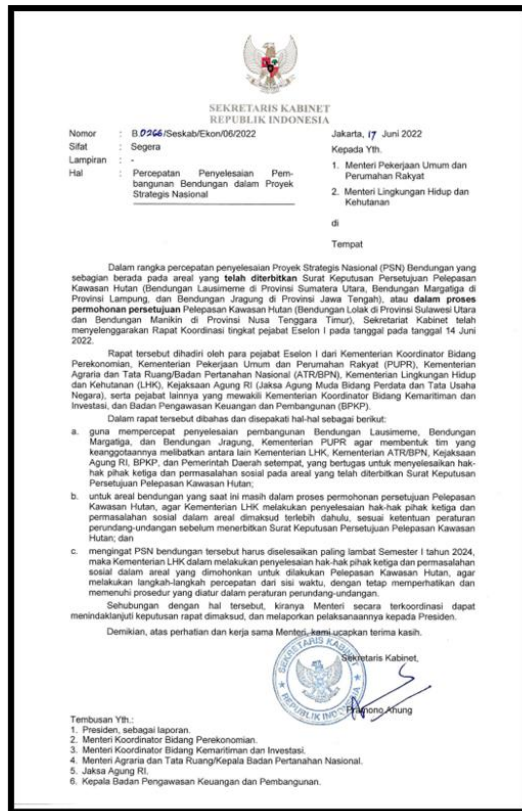 SEKRETARIS KABINET
REPUBLIK INDONESIA
Nomor : B.0266/Seskab/Ekon/06/2022
Jakarta, 17 Juni 2022
Sifat : Segera
Lampiran : -
Hal : Percepatan Penyelesaian Pem-
bangunan Bendungan dalam Proyek
Strategis Nasional
Kepada Yth.
1. Menteri Pekerjaan Umum dan
Perumahan Rakyat
2. Menteri Lingkungan Hidup dan
Kehutanan
di
Tempat
Dalam rangka percepatan penyelesaian Proyek Strategis Nasional (PSN) Bendungan yang
sebagian berada pada areal yang telah diterbitkan Surat Keputusan Persetujuan Pelepasan
Kawasan Hutan (Bendungan Lausimeme di Provinsi Sumatera Utara, Bendungan Margatiga di
Provinsi Lampung, dan Bendungan Jragung di Provinsi Jawa Tengah), atau dalam proses
permohonan persetujuan Pelepasan Kawasan Hutan (Bendungan Lolak di Provinsi Sulawesi Utara
dan Bendungan Manikin di Provinsi Nusa Tenggara Timur), Sekretariat Kabinet telah
menyelenggarakan Rapat Koordinasi tingkat pejabat Eselon I pada tanggal pada tanggal 14 Juni
2022.
Rapat tersebut dihadiri oleh para pejabat Eselon I dari Kementerian Koordinator Bidang
Perekonomian, Kementerian Pekerjaan Umum dan Perumahan Rakyat (PUPR), Kementerian
Agraria dan Tata Ruang/Badan Pertanahan Nasional (ATR/BPN), Kementerian Lingkungan Hidup
dan Kehutanan (LHK), Kejaksaan Agung RI (Jaksa Agung Muda Bidang Perdata dan Tata Usaha
Negara), serta pejabat lainnya yang mewakili Kementerian Koordinator Bidang Kemaritiman dan
Investasi, dan Badan Pengawasan Keuangan dan Pembangunan (BPKP).
Dalam rapat tersebut dibahas dan disepakati hal-hal sebagai berikut:
a. guna mempercepat penyelesaian pembangunan Bendungan Lausimeme, Bendungan
Margatiga, dan Bendungan Jragung, Kementerian PUPR agar membentuk tim yang
keanggotaannya melibatkan antara lain Kementerian LHK, Kementerian ATR/BPN, Kejaksaan
Agung RI, BPKP, dan Pemerintah Daerah setempat, yang bertugas untuk menyelesaikan hak-
hak pihak ketiga dan permasalahan sosial pada areal yang telah diterbitkan Surat Keputusan
Persetujuan Pelepasan Kawasan Hutan;
b. untuk areal bendungan yang saat ini masih dalam proses permohonan persetujuan Pelepasan
Kawasan Hutan, agar Kementerian LHK melakukan penyelesaian hak-hak pihak ketiga dan
permasalahan sosial dalam areal dimaksud terlebih dahulu, sesuai ketentuan peraturan
perundang-undangan sebelum menerbitkan Surat Keputusan Persetujuan Pelepasan Kawasan
Hutan; dan
c. mengingat PSN bendungan tersebut harus diselesaikan paling lambat Semester I tahun 2024,
maka Kementerian LHK dalam melakukan penyelesaian hak-hak pihak ketiga dan permasalahan
sosial dalam areal yang dimohonkan untuk dilakukan Pelepasan Kawasan Hutan, agar
melakukan langkah-langkah percepatan dari sisi waktu, dengan tetap memperhatikan dan
memenuhi prosedur yang diatur dalam peraturan perundang-undangan.
Sehubungan dengan hal tersebut, kiranya Menteri secara terkoordinasi dapat
menindaklanjuti keputusan rapat dimaksud, dan melaporkan pelaksanaannya kepada Presiden.
Demikian, atas perhatian dan kerja sama Menteri, kami ucapkan terima kasih.
Sekretaris Kabinet,
SEKRETARIS KABINET
REPUBLIK INDONESIA
Pramono Anung
Tembusan Yth.:
1. Presiden, sebagai laporan.
2. Menteri Koordinator Bidang Perekonomian.
3. Menteri Koordinator Bidang Kemaritiman dan Investasi.
4. Menteri Agraria dan Tata Ruang/Kepala Badan Pertanahan Nasional.
5. Jaksa Agung RI.
6. Kepala Badan Pengawasan Keuangan dan Pembangunan.